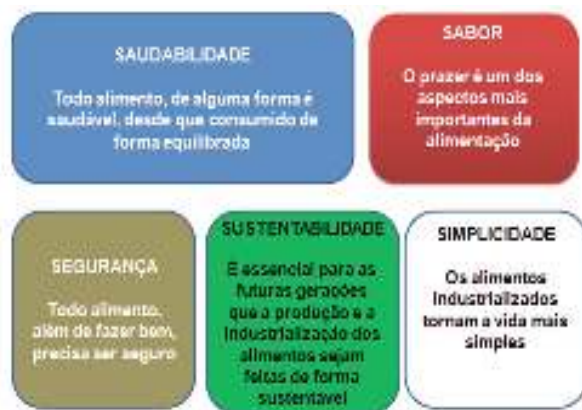 SAUDABILIDADE
Todo alimento, de alguma forma é
saudável, desde que consumido de
forma equilibrada
SABOR
O prazer é um dos
aspectos mais
importantes da
alimentação
SEGURANÇA
Todo alimento,
além de fazer bem,
precisa ser seguro
SUSTENTABILIDADE
É essencial para as
futuras gerações
que a produção e a
industrialização dos
alimentos sejam
feitas de forma
sustentável
SIMPLICIDADE
Os alimentos
industrializados
tornam a vida mais
simples